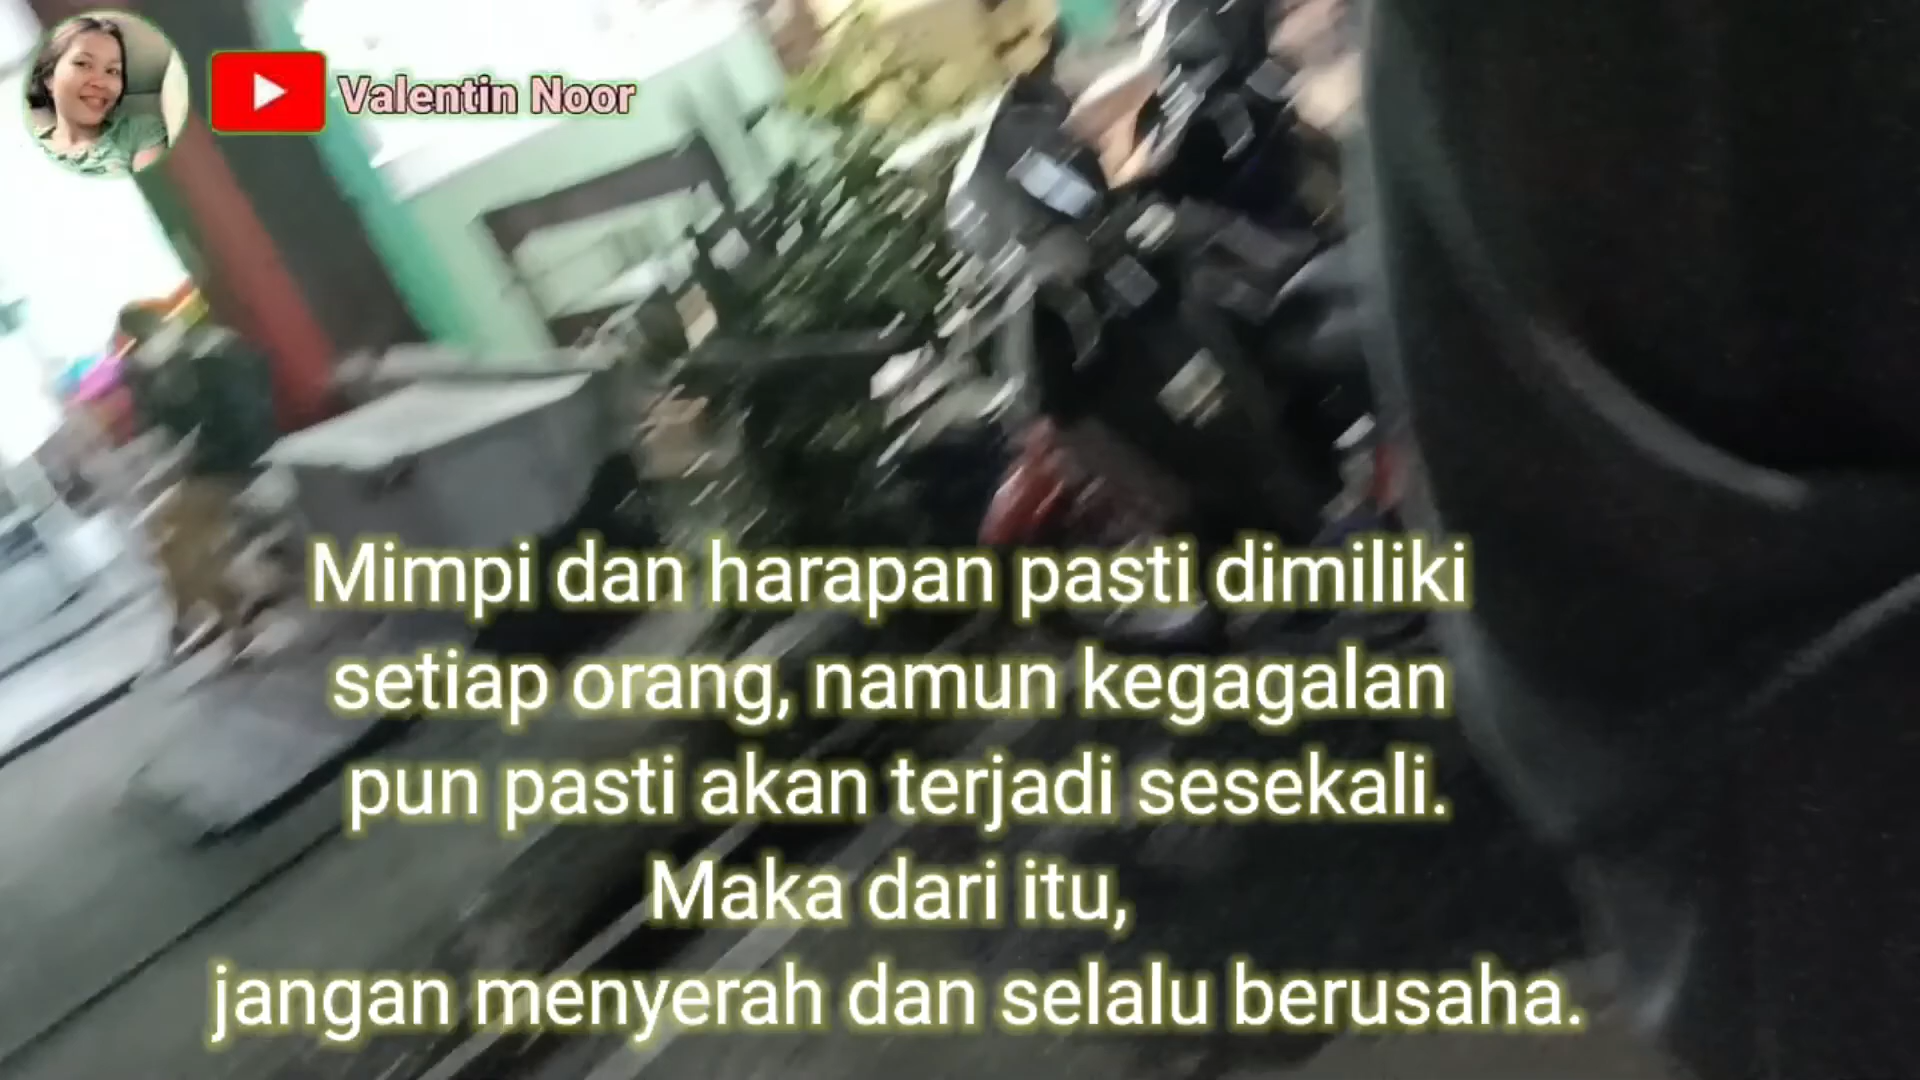 Valentin Noor
Mimpi dan harapan pasti dimiliki
setiap orang, namun kegagalan
pun pasti akan terjadi sesekali.
Maka dari itu,
jangan menyerah dan selalu berusaha.